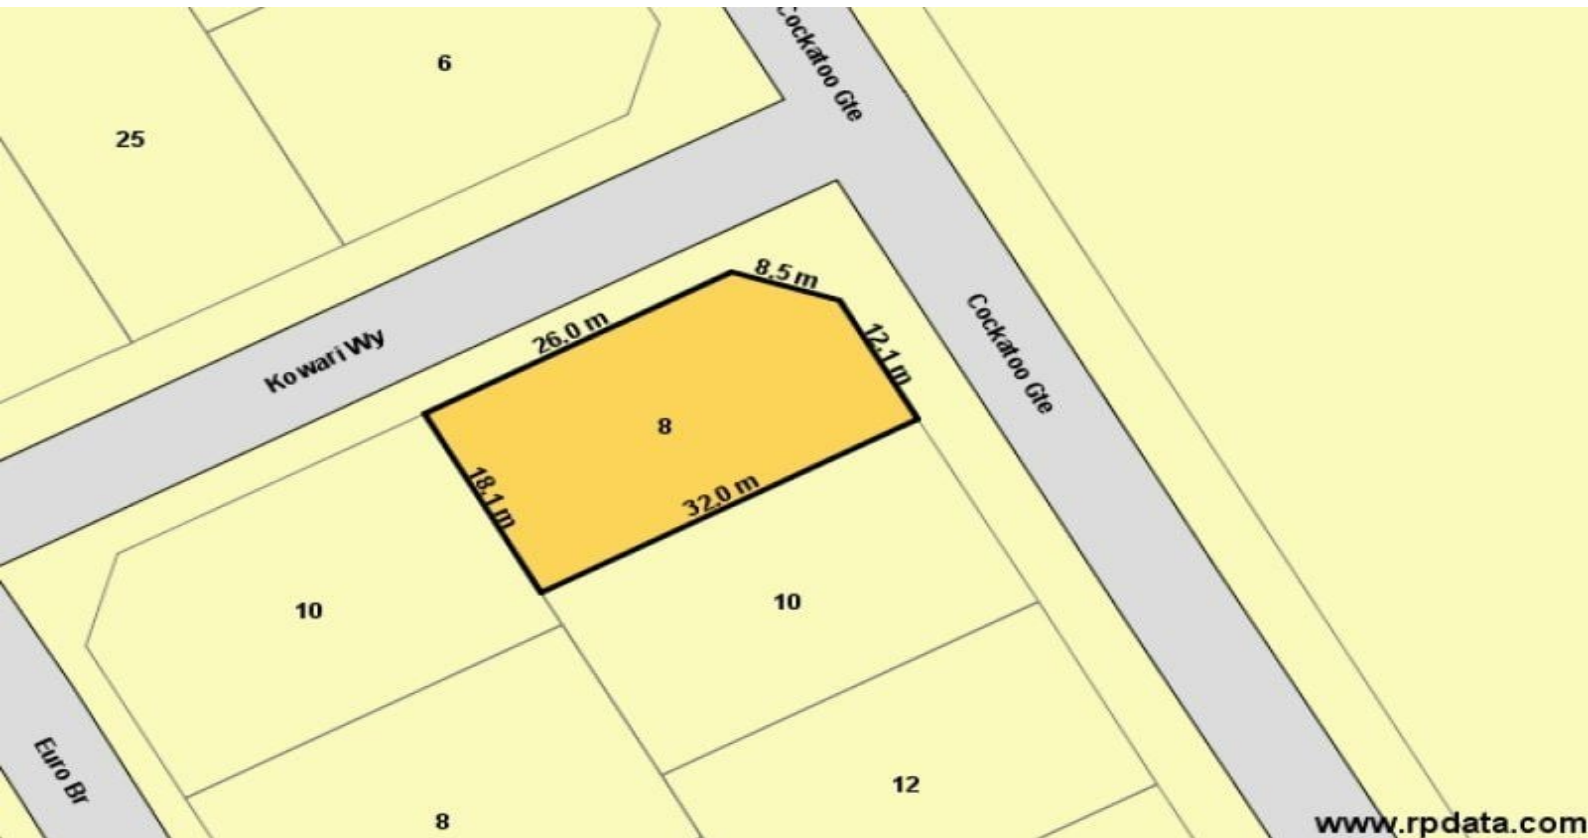 Cockatoo Gte
6
25
8.5 m
26.0 m
Kowari Wy
12.1 m
Cockatoo Gte
8
18.1 m
32.0 m
10
10
Euro Br
12
8
www.rpdata.com